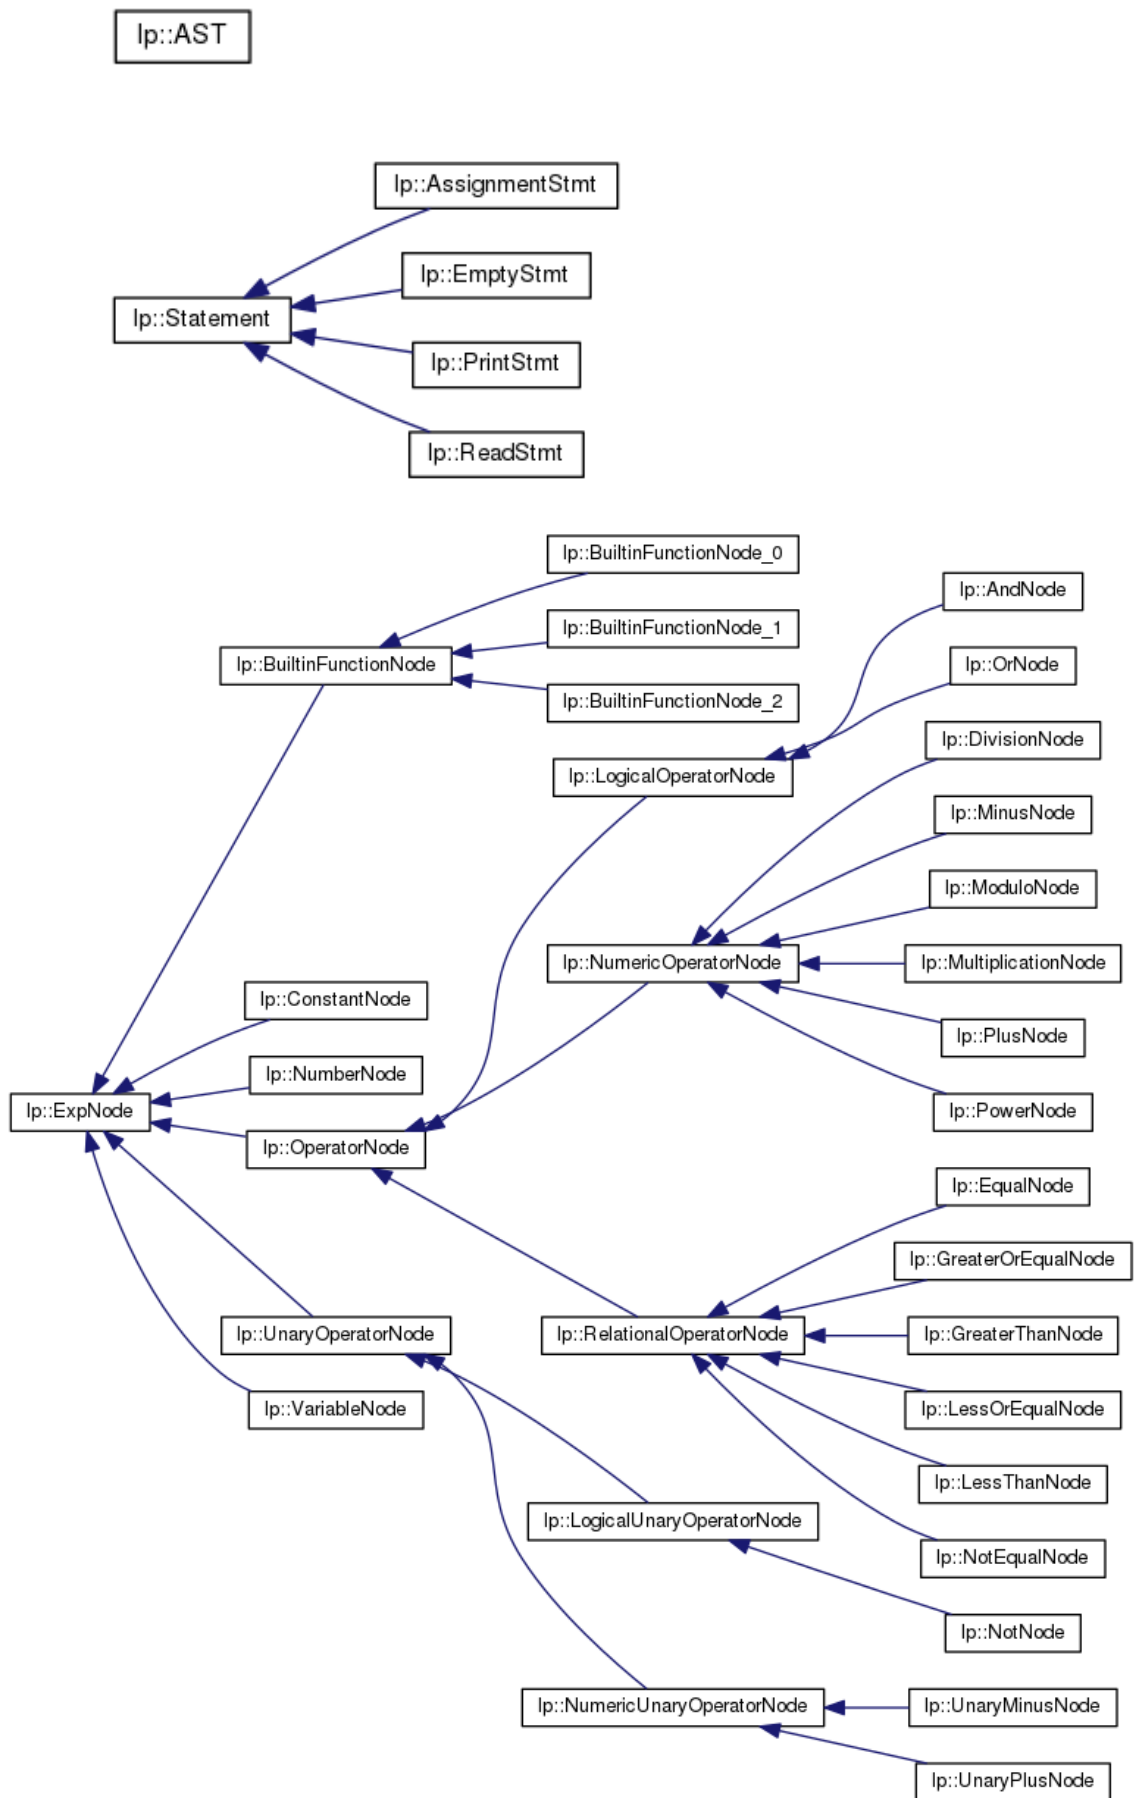 lp::AST
lp::AssignmentStmt
lp::EmptyStmt
lp::Statement
lp::PrintStmt
lp::ReadStmt
lp::BuiltinFunctionNode_0
lp::AndNode
lp::BuiltinFunctionNode_1
lp::BuiltinFunctionNode
lp::OrNode
lp::BuiltinFunctionNode_2
lp::DivisionNode
lp::LogicalOperatorNode
lp::MinusNode
lp::ModuloNode
lp::NumericOperatorNode
lp::MultiplicationNode
lp::ConstantNode
lp::PlusNode
lp::NumberNode
lp::ExpNode
lp::PowerNode
lp::OperatorNode
lp::EqualNode
lp::GreaterOrEqualNode
lp::UnaryOperatorNode
lp::RelationalOperatorNode
lp::GreaterThanNode
lp::VariableNode
lp::LessOrEqualNode
lp::LessThanNode
lp::LogicalUnaryOperatorNode
lp::NotEqualNode
lp::NotNode
lp::NumericUnaryOperatorNode
lp::UnaryMinusNode
lp::UnaryPlusNode